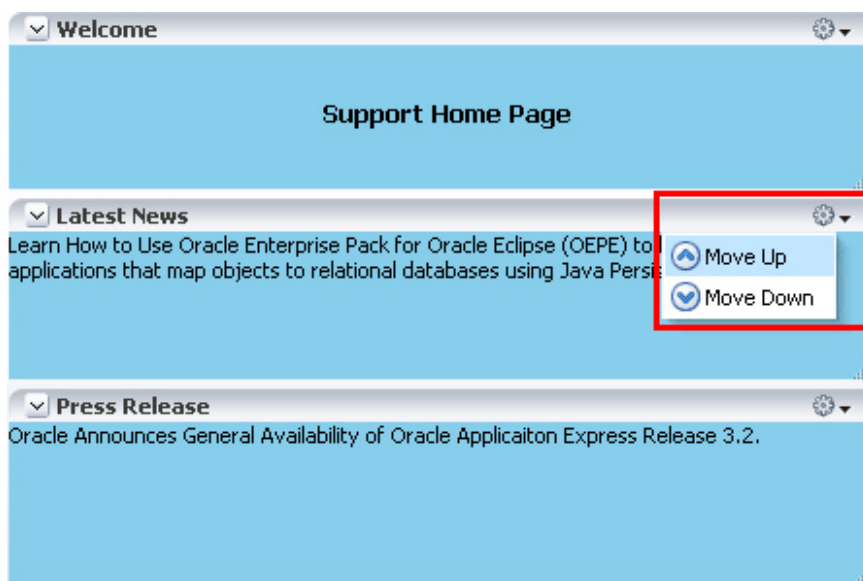 Welcome
Support Home Page
Latest News
Learn How to Use Oracle Enterprise Pack for Oracle Eclipse (OEPE) to
applications that map objects to relational databases using Java
Move Up
Move Down
Press Release
Oracle Announces General Availability of Oracle Applicaiton Express Release 3.2.